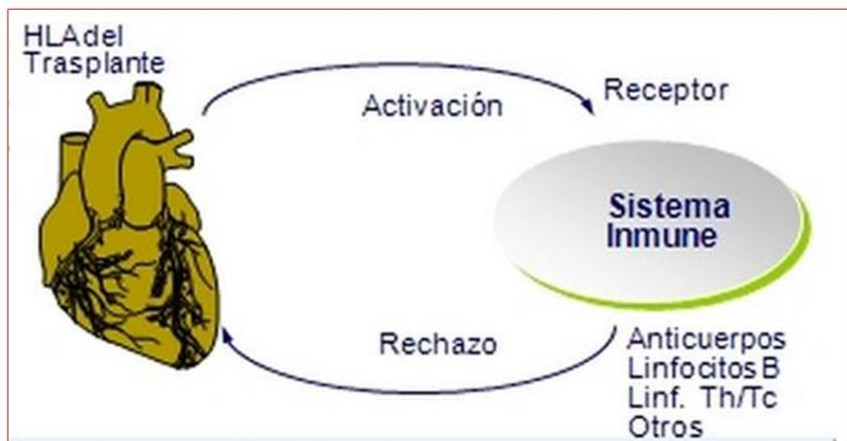 HLA del
Trasplante
Activación
Receptor
Sistema
Inmune
Rechazo
Anticuerpos
Linfocitos B
Linf. Th/Tc
Otros